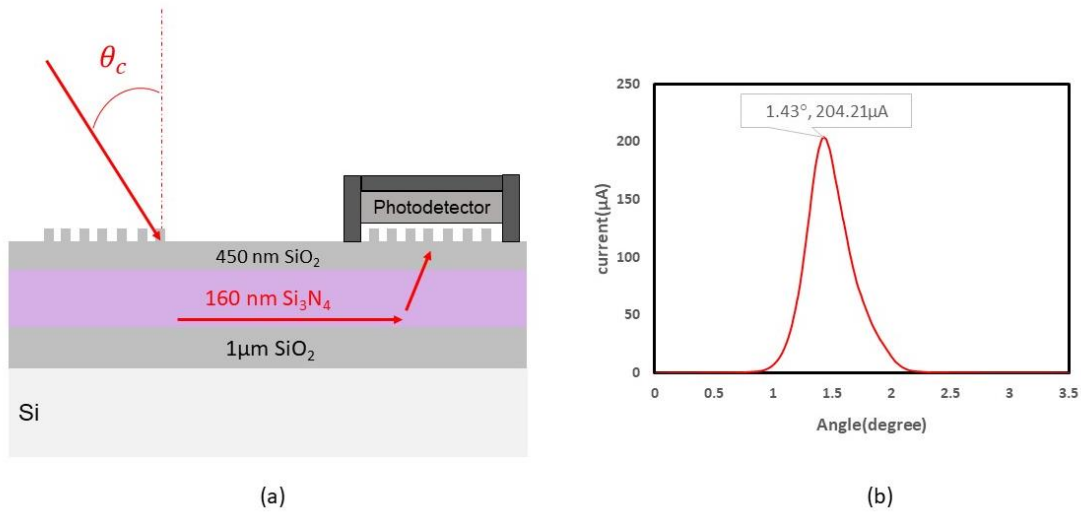 θc
Photodetector
450 nm SiO₂
160 nm Si₃N₄
1μm SiO₂
Si
(a)
1.43°, 204.21μA
250
200
150
100
50
0
current(μA)
0 0.5 1 1.5 2 2.5 3 3.5
Angle(degree)
(b)